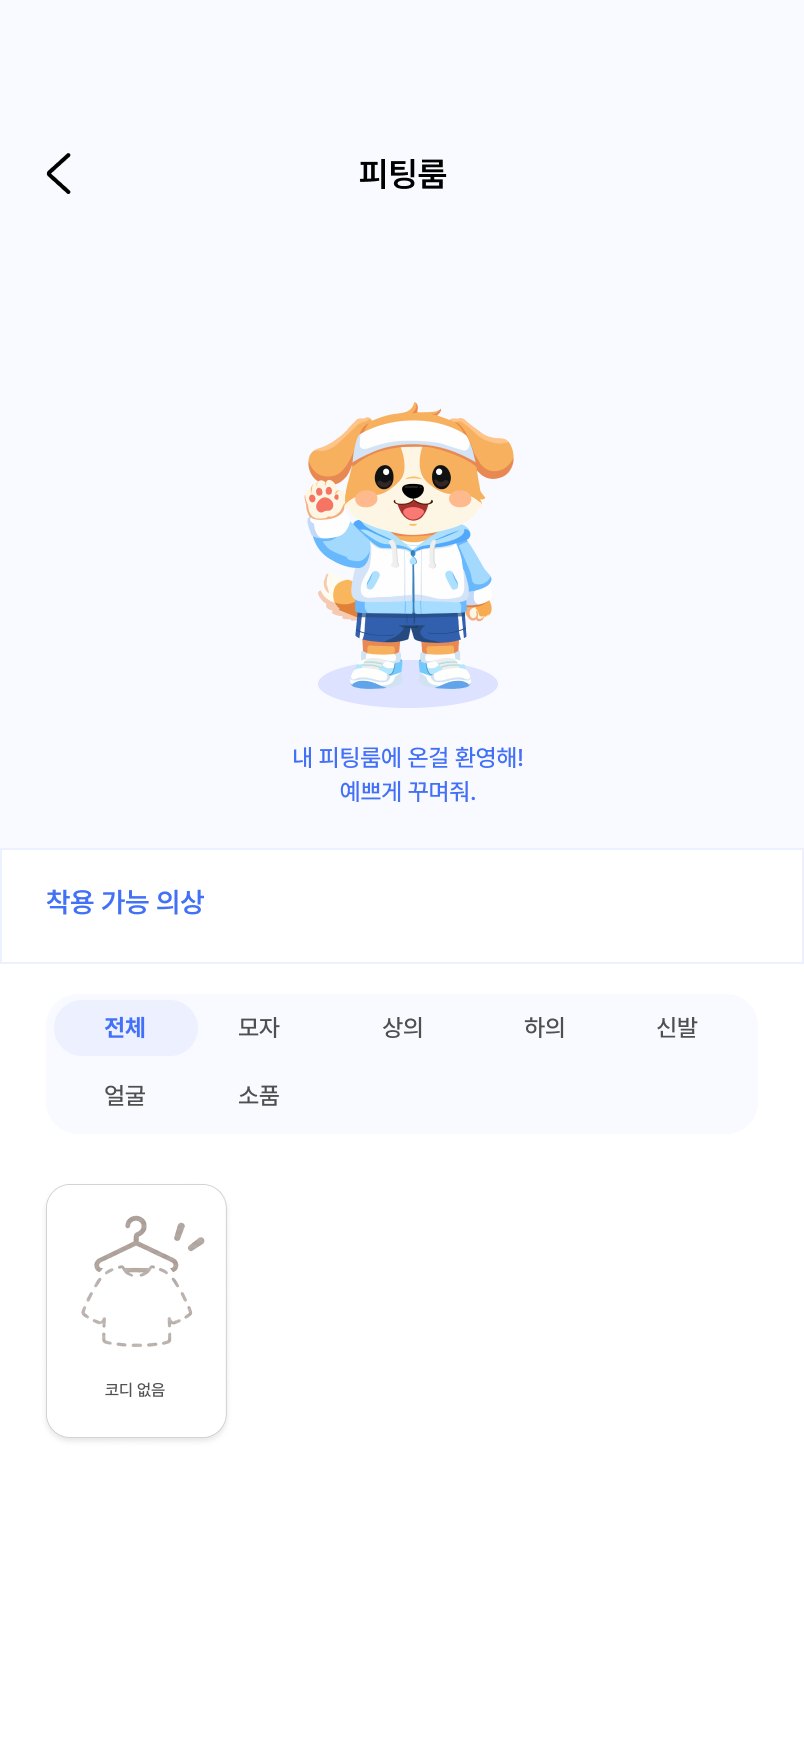 피팅룸
내 피팅룸에 온걸 환영해!
예쁘게 꾸며줘.
착용 가능 의상
전체 모자 상의 하의 신발
얼굴 소품
코디 없음